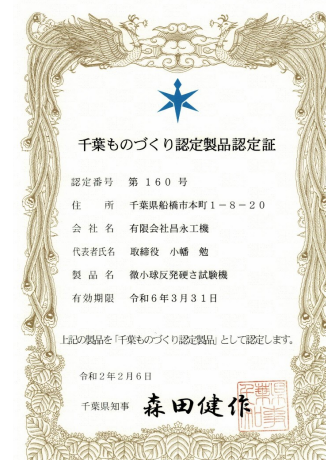 千葉ものづくり認定製品認定証
認定番号 第 160 号
住 所 千葉県船橋市本町1-8-20
会 社 名 有限会社昌永工機
代表者氏名 取締役 小幡 勉
製 品 名 微小球反発硬さ試験機
有効期限 令和6年3月31日
上記の製品を「千葉ものづくり認定製品」として認定します。
令和2年2月6日
千葉県知事 森田健作